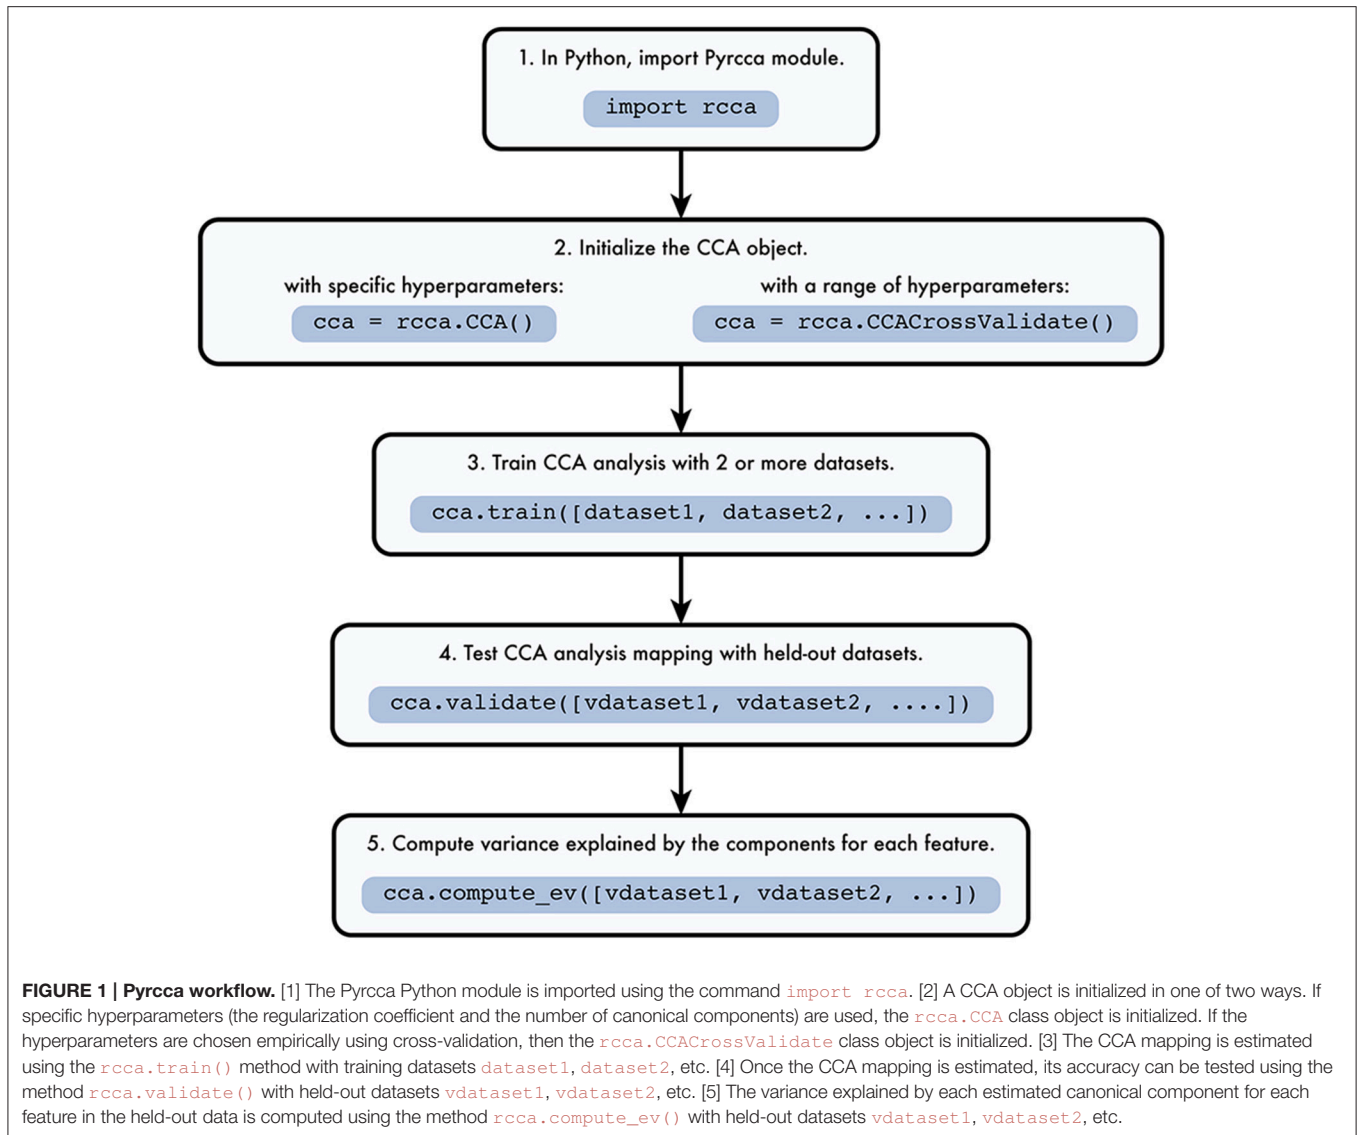 1. In Python, import Pyrcca module.
import rcca
2. Initialize the CCA object.
with specific hyperparameters:
with a range of hyperparameters:
cca = rcca.CCA()
cca = rcca.CCACrossValidate()
3. Train CCA analysis with 2 or more datasets.
cca.train([dataset1, dataset2, ...])
4. Test CCA analysis mapping with held-out datasets.
cca.validate([vdataset1, vdataset2, ....])
5. Compute variance explained by the components for each feature.
cca.compute_ev([vdataset1, vdataset2, ...])
FIGURE 1 | Pyrcca workflow. [1] The Pyrcca Python module is imported using the command import rcca. [2] A CCA object is initialized in one of two ways. If
specific hyperparameters (the regularization coefficient and the number of canonical components) are used, the rcca.CCA class object is initialized. If the
hyperparameters are chosen empirically using cross-validation, then the rcca.CCACrossValidate class object is initialized. [3] The CCA mapping is estimated
using the rcca.train() method with training datasets dataset1, dataset2, etc. [4] Once the CCA mapping is estimated, its accuracy can be tested using the
method rcca.validate() with held-out datasets vdataset1, vdataset2, etc. [5] The variance explained by each estimated canonical component for each
feature in the held-out data is computed using the method rcca.compute_ev() with held-out datasets vdataset1, vdataset2, etc.